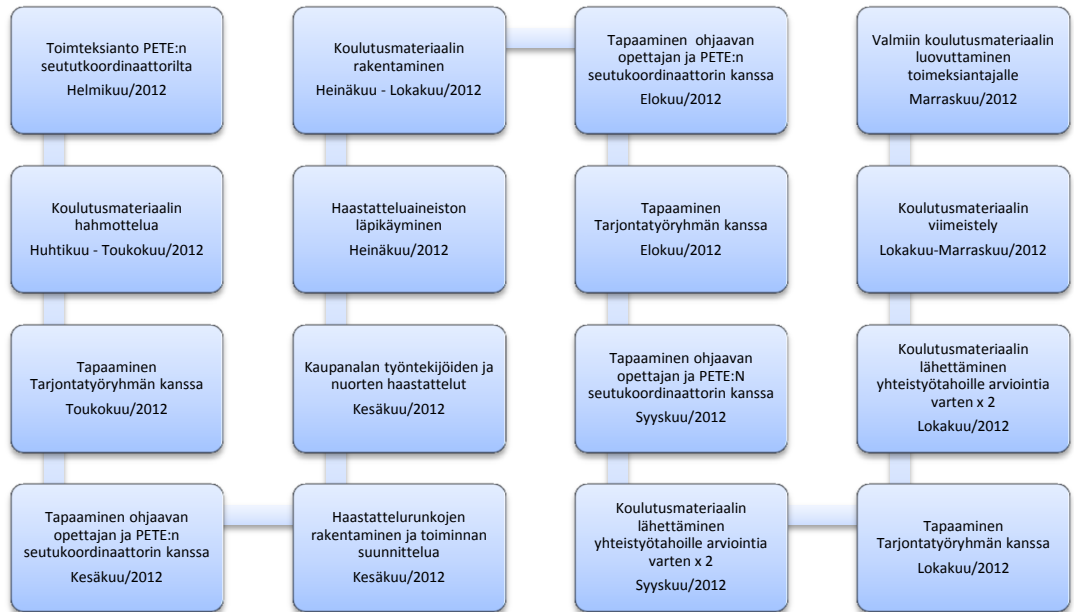 Toimteksianto PETE:n
seututkoordinaattorilta
Helmikuu/2012
Koulutusmateriaalin
hahmottelua
Huhtikuu - Toukokuu/2012
Tapaaminen
Tarjontatyöryhmän kanssa
Toukokuu/2012
Tapaaminen ohjaavan
opettajan ja PETE:n
seutukoordinaattorin kanssa
Kesäkuu/2012
Haastattelurunkojen
rakentaminen ja toiminnan
suunnittelua
Kesäkuu/2012
Kaupanalan työntekijöiden ja
nuorten haastattelut
Kesäkuu/2012
Haastatteluaineiston
läpikäyminen
Heinäkuu/2012
Koulutusmateriaalin
rakentaminen
Heinäkuu - Lokakuu/2012
Tapaaminen ohjaavan
opettajan ja PETE:n
seutukoordinaattorin kanssa
Elokuu/2012
Tapaaminen
Tarjontatyöryhmän kanssa
Elokuu/2012
Tapaaminen ohjaavan
opettajan ja PETE:N
seutukoordinaattorin kanssa
Syyskuu/2012
Koulutusmateriaalin
lähettäminen
yhteistyötahoille arviointia
varten x 2
Syyskuu/2012
Tapaaminen
Tarjontatyöryhmän kanssa
Lokakuu/2012
Koulutusmateriaalin
lähettäminen
yhteistyötahoille arviointia
varten x 2
Lokakuu/2012
Koulutusmateriaalin
viimeistely
Lokakuu-Marraskuu/2012
Valmiin koulutusmateriaalin
luovuttaminen
toimeksiantajalle
Marraskuu/2012